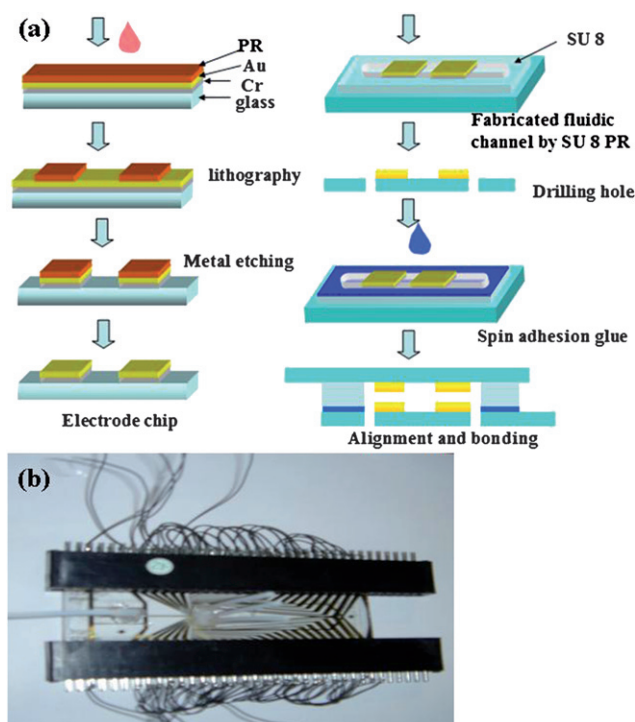 (a)
PR
Au
Cr
glass
lithography
Metal etching
Electrode chip
SU 8
Fabricated fluidic
channel by SU 8 PR
Drilling hole
Spin adhesion glue
Alignment and bonding
(b)